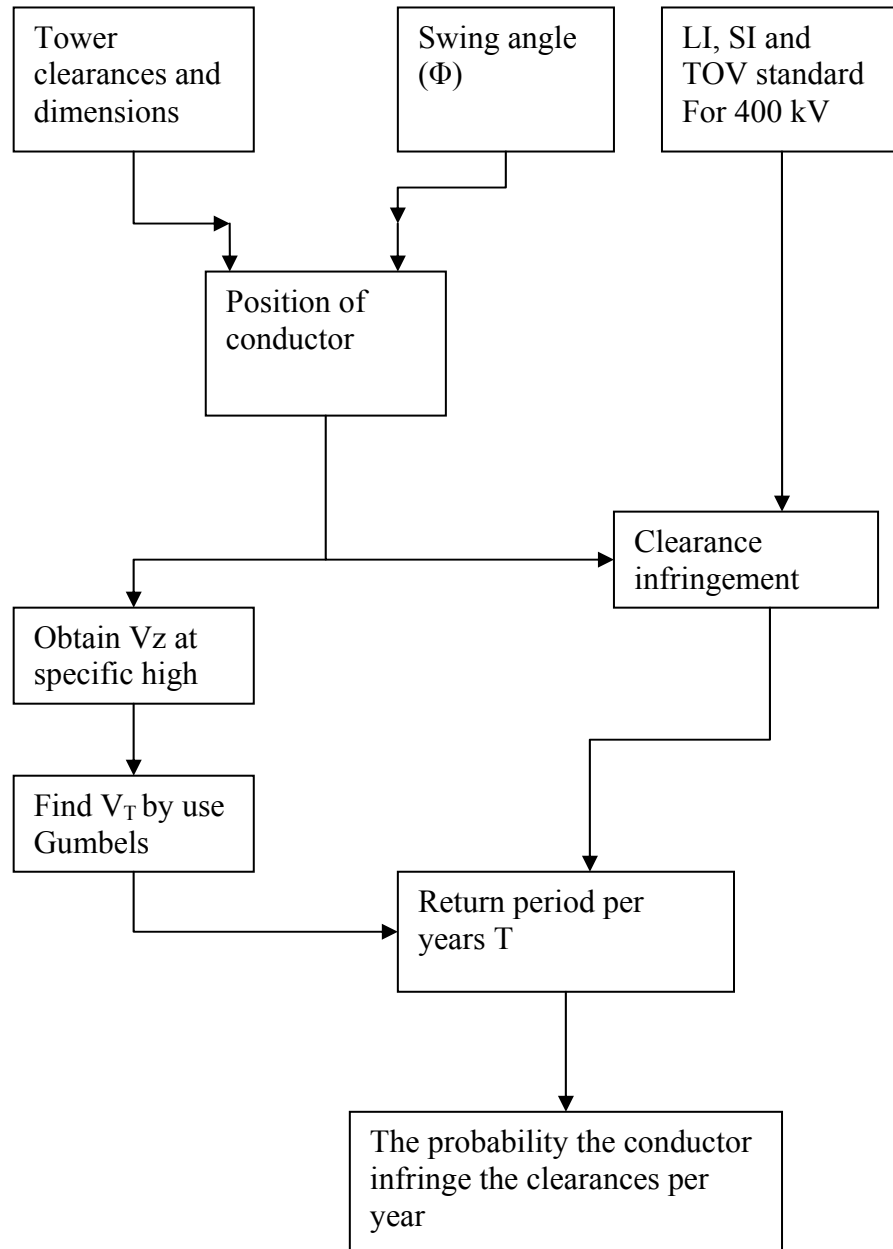 Tower
clearances and
dimensions
Swing angle
(Φ)
LI, SI and
TOV standard
For 400 kV
Position of
conductor
Clearance
infringement
Obtain Vz at
specific high
Find V_T by use
Gumbels
Return period per
years T
The probability the conductor
infringe the clearances per
year